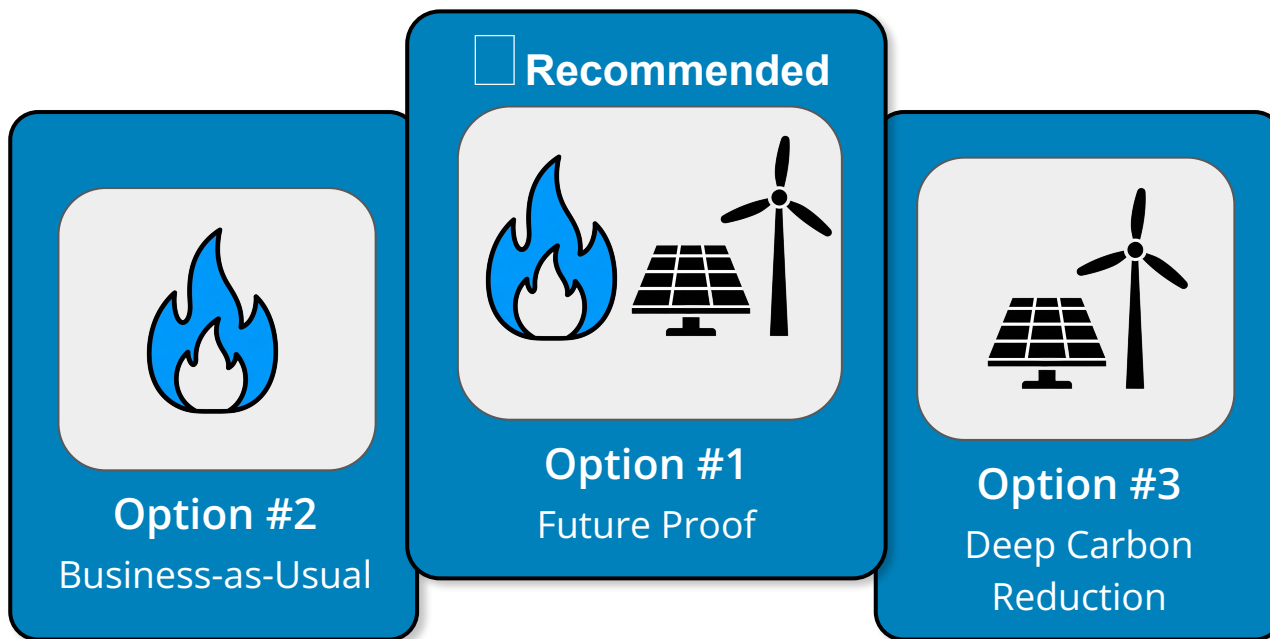 Recommended
Option #2
Business-as-Usual
Option #1
Future Proof
Option #3
Deep Carbon
Reduction